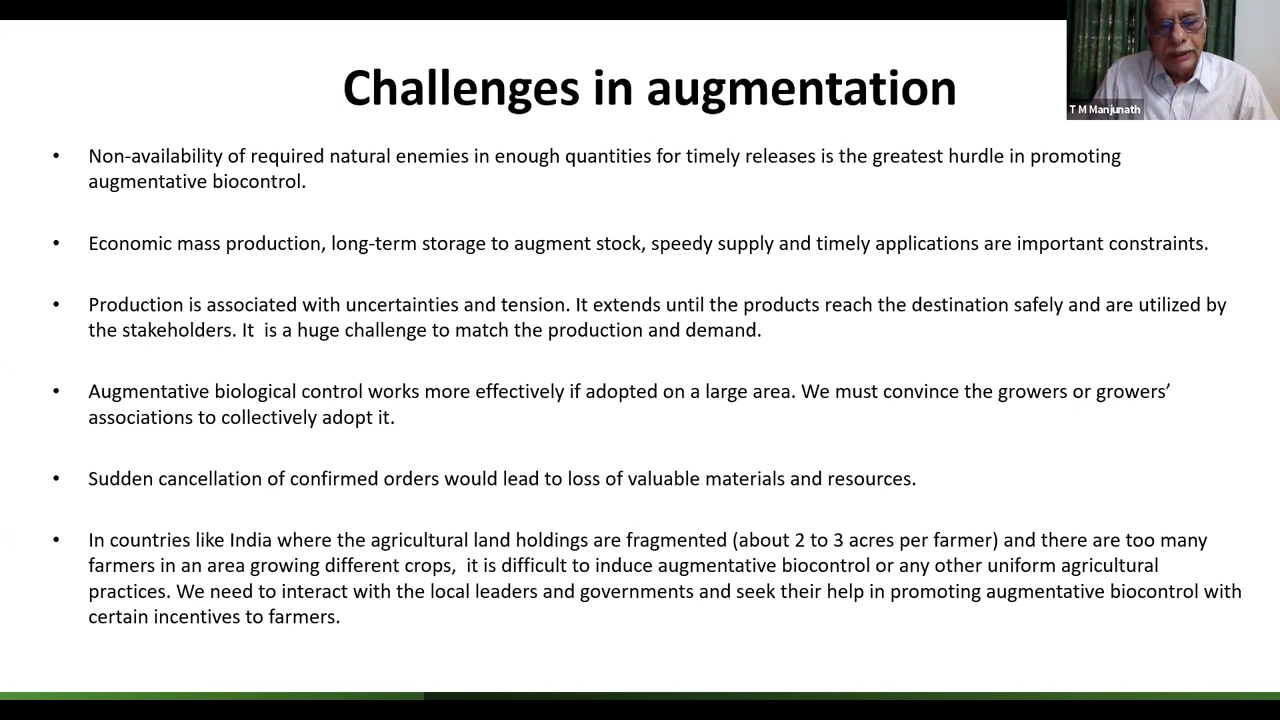 Challenges in augmentation
T M Manjunath
• Non-availability of required natural enemies in enough quantities for timely releases is the greatest hurdle in promoting
augmentative biocontrol.
• Economic mass production, long-term storage to augment stock, speedy supply and timely applications are important constraints.
• Production is associated with uncertainties and tension. It extends until the products reach the destination safely and are utilized by
the stakeholders. It  is a huge challenge to match the production and demand.
• Augmentative biological control works more effectively if adopted on a large area. We must convince the growers or growers’
associations to collectively adopt it.
• Sudden cancellation of confirmed orders would lead to loss of valuable materials and resources.
• In countries like India where the agricultural land holdings are fragmented (about 2 to 3 acres per farmer) and there are too many
farmers in an area growing different crops,  it is difficult to induce augmentative biocontrol or any other uniform agricultural
practices. We need to interact with the local leaders and governments and seek their help in promoting augmentative biocontrol with
certain incentives to farmers.